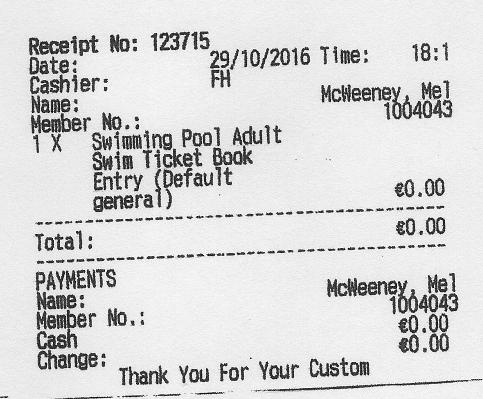 Receipt No: 123715
Date: 29/10/2016 Time: 18:1
Cashier: FH
Name: McWeeney, Mel
Member No.: 1004043
1 X Swimming Pool Adult
Swim Ticket Book
Entry (Default
general) €0.00
Total: €0.00
PAYMENTS
Name: McWeeney, Mel
Member No.: 1004043
Cash €0.00
Change: €0.00
Thank You For Your Custom